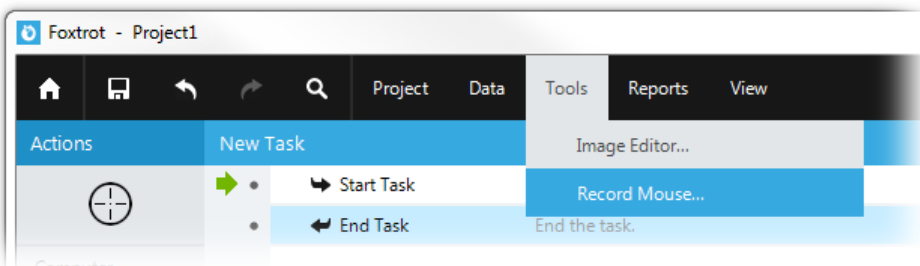 Foxtrot - Project1
Project Data Tools Reports View
Actions New Task Image Editor...
Start Task
Record Mouse...
End Task End the task.
Computer